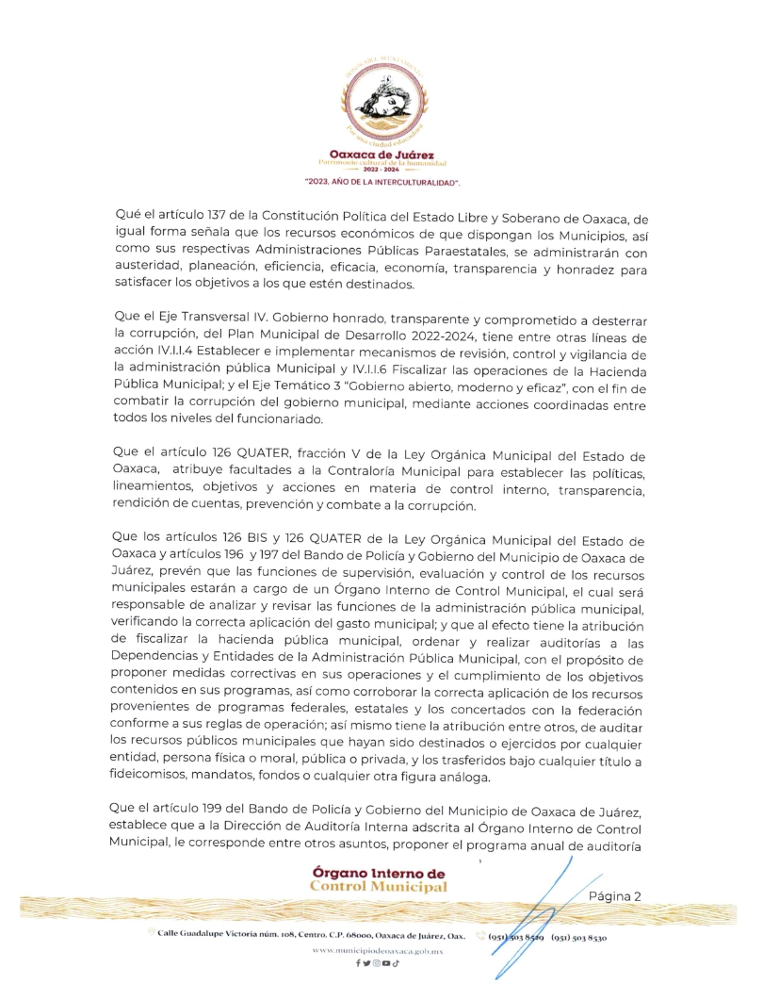 HONORABLE AYUNTAMIENTO
Por una ciudad educadora
Oaxaca de Juárez
Patrimonio cultural de la humanidad
2022 - 2024
"2023, AÑO DE LA INTERCULTURALIDAD".
Qué el artículo 137 de la Constitución Política del Estado Libre y Soberano de Oaxaca, de
igual forma señala que los recursos económicos de que dispongan los Municipios, así
como sus respectivas Administraciones Públicas Paraestatales, se administrarán con
austeridad, planeación, eficiencia, eficacia, economía, transparencia y honradez para
satisfacer los objetivos a los que estén destinados.
Que el Eje Transversal IV. Gobierno honrado, transparente y comprometido a desterrar
la corrupción, del Plan Municipal de Desarrollo 2022-2024, tiene entre otras líneas de
acción IV.I.I.4 Establecer e implementar mecanismos de revisión, control y vigilancia de
la administración pública Municipal y IV.I.I.6 Fiscalizar las operaciones de la Hacienda
Pública Municipal; y el Eje Temático 3 “Gobierno abierto, moderno y eficaz”, con el fin de
combatir la corrupción del gobierno municipal, mediante acciones coordinadas entre
todos los niveles del funcionariado.
Que el artículo 126 QUATER, fracción V de la Ley Orgánica Municipal del Estado de
Oaxaca, atribuye facultades a la Contraloría Municipal para establecer las políticas,
lineamientos, objetivos y acciones en materia de control interno, transparencia,
rendición de cuentas, prevención y combate a la corrupción.
Que los artículos 126 BIS y 126 QUATER de la Ley Orgánica Municipal del Estado de
Oaxaca y artículos 196 y 197 del Bando de Policía y Gobierno del Municipio de Oaxaca de
Juárez, prevén que las funciones de supervisión, evaluación y control de los recursos
municipales estarán a cargo de un Órgano Interno de Control Municipal, el cual será
responsable de analizar y revisar las funciones de la administración pública municipal,
verificando la correcta aplicación del gasto municipal; y que al efecto tiene la atribución
de fiscalizar la hacienda pública municipal, ordenar y realizar auditorías a las
Dependencias y Entidades de la Administración Pública Municipal, con el propósito de
proponer medidas correctivas en sus operaciones y el cumplimiento de los objetivos
contenidos en sus programas, así como corroborar la correcta aplicación de los recursos
provenientes de programas federales, estatales y los concertados con la federación
conforme a sus reglas de operación; así mismo tiene la atribución entre otros, de auditar
los recursos públicos municipales que hayan sido destinados o ejercidos por cualquier
entidad, persona física o moral, pública o privada, y los trasferidos bajo cualquier título a
fideicomisos, mandatos, fondos o cualquier otra figura análoga.
Que el artículo 199 del Bando de Policía y Gobierno del Municipio de Oaxaca de Juárez,
establece que a la Dirección de Auditoría Interna adscrita al Órgano Interno de Control
Municipal, le corresponde entre otros asuntos, proponer el programa anual de auditoría
Órgano Interno de
Control Municipal
Página 2
Calle Guadalupe Victoria núm. 108, Centro. C.P. 68000, Oaxaca de Juárez, Oax. (951) 503 8529 (951) 503 8530
www.municipiodeoaxaca.gob.mx